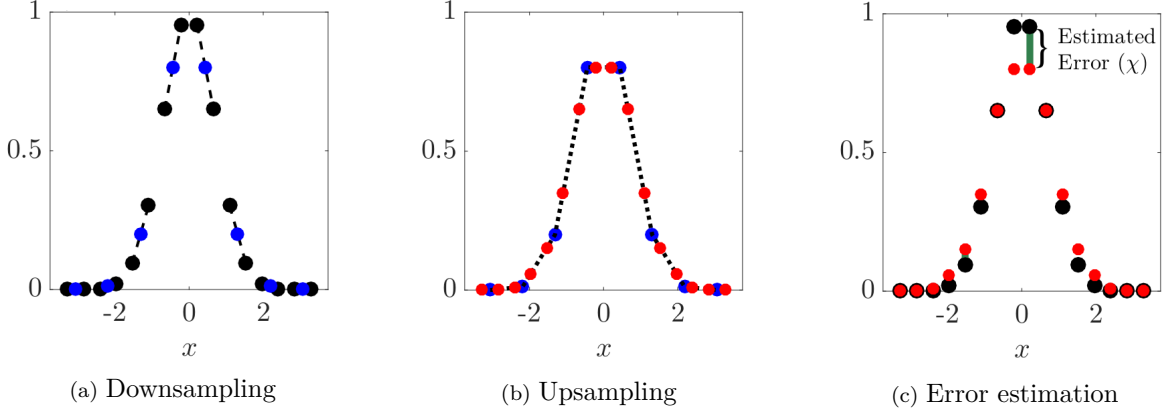 1
0.5
0
-2
0
2
x
(a) Downsampling
1
0.5
0
-2
0
2
x
(b) Upsampling
1
0.5
0
-2
0
2
x
Estimated
Error (χ)
(c) Error estimation